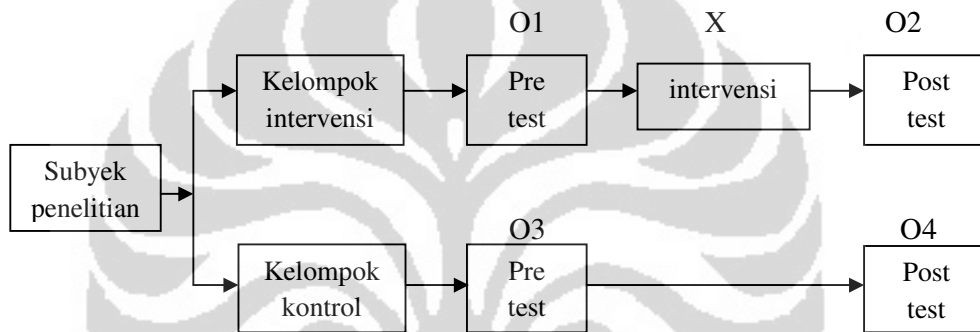 O1 X O2
Kelompok
intervensi
Pre
test
intervensi
Post
test
Subyek
penelitian
O3 O4
Kelompok
kontrol
Pre
test
Post
test